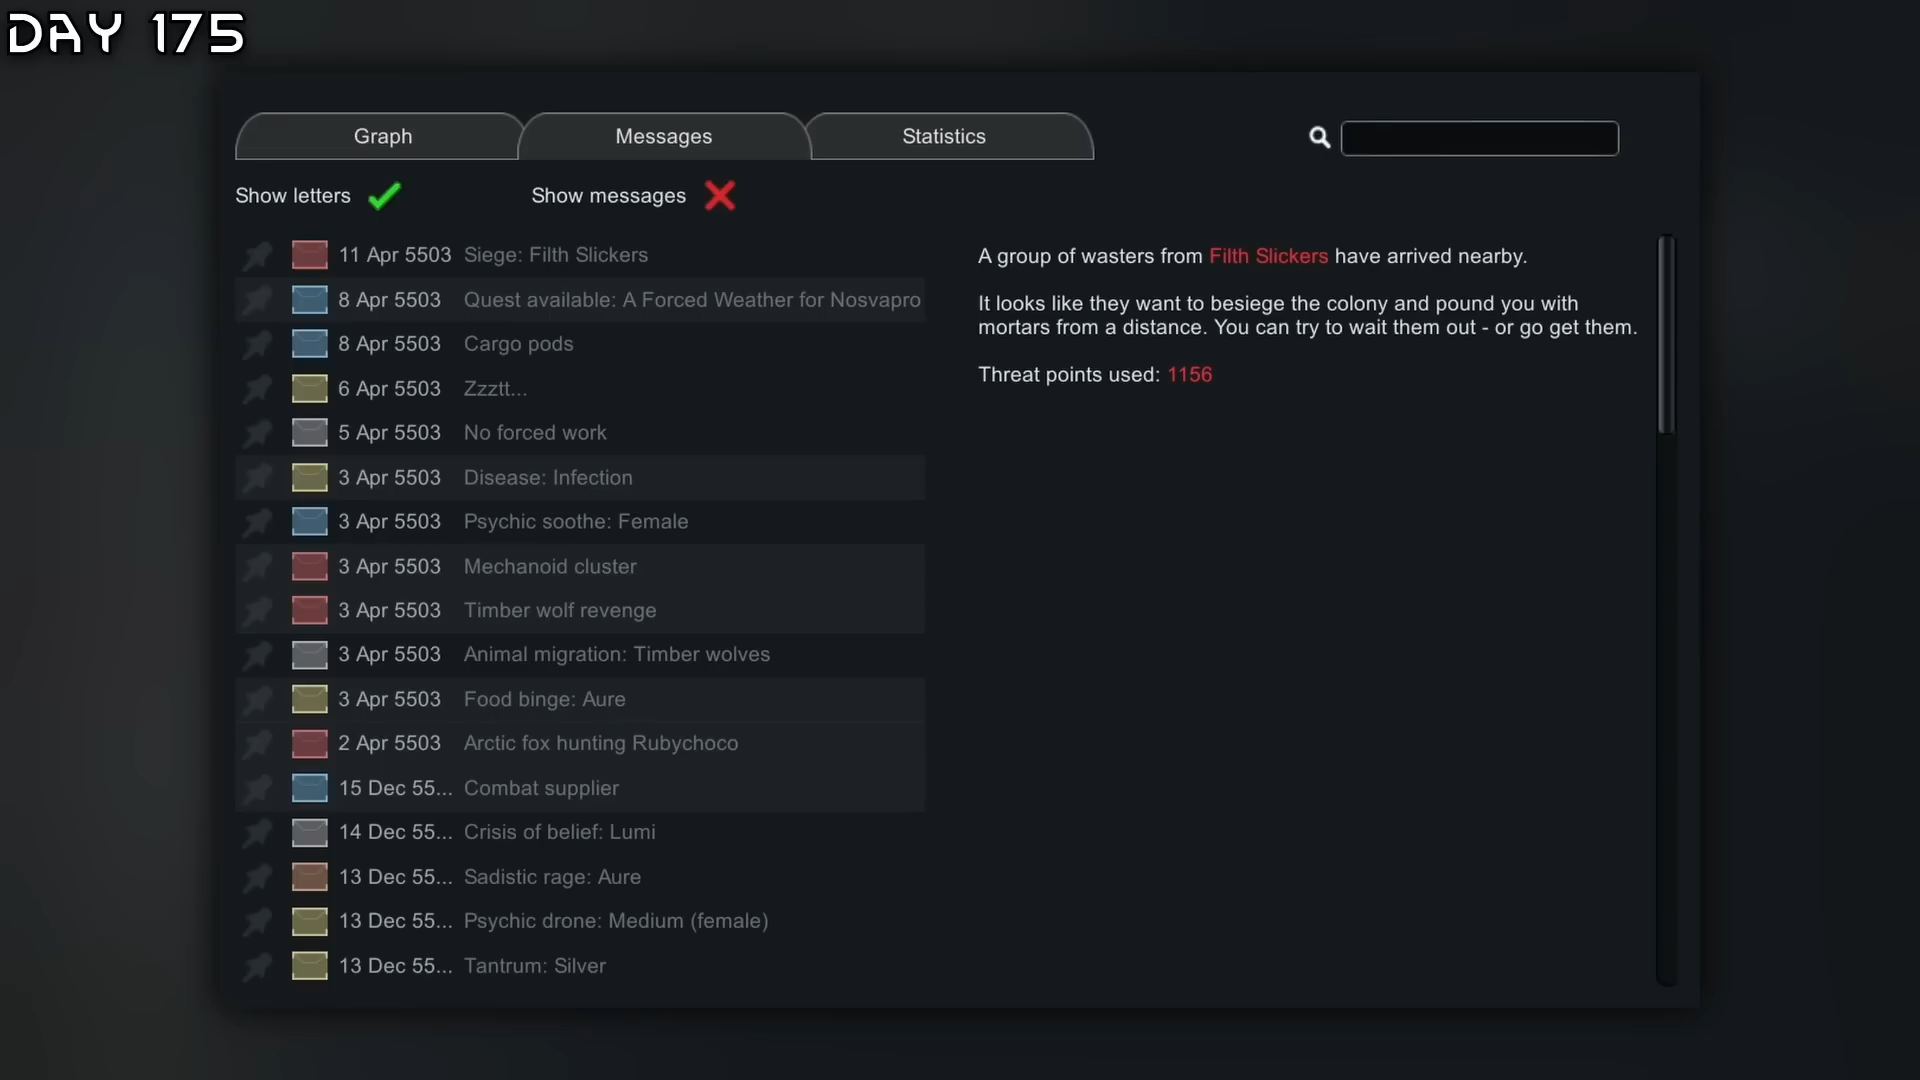 DAY 175
Graph
Messages
Statistics
Show letters
Show messages
11 Apr 5503 Siege: Filth Slickers
8 Apr 5503 Quest available: A Forced Weather for Nosvapro
8 Apr 5503 Cargo pods
6 Apr 5503 Zzztt...
5 Apr 5503 No forced work
3 Apr 5503 Disease: Infection
3 Apr 5503 Psychic soothe: Female
3 Apr 5503 Mechanoid cluster
3 Apr 5503 Timber wolf revenge
3 Apr 5503 Animal migration: Timber wolves
3 Apr 5503 Food binge: Aure
2 Apr 5503 Arctic fox hunting Rubychoco
15 Dec 55... Combat supplier
14 Dec 55... Crisis of belief: Lumi
13 Dec 55... Sadistic rage: Aure
13 Dec 55... Psychic drone: Medium (female)
13 Dec 55... Tantrum: Silver
A group of wasters from Filth Slickers have arrived nearby.
It looks like they want to besiege the colony and pound you with
mortars from a distance. You can try to wait them out - or go get them.
Threat points used: 1156